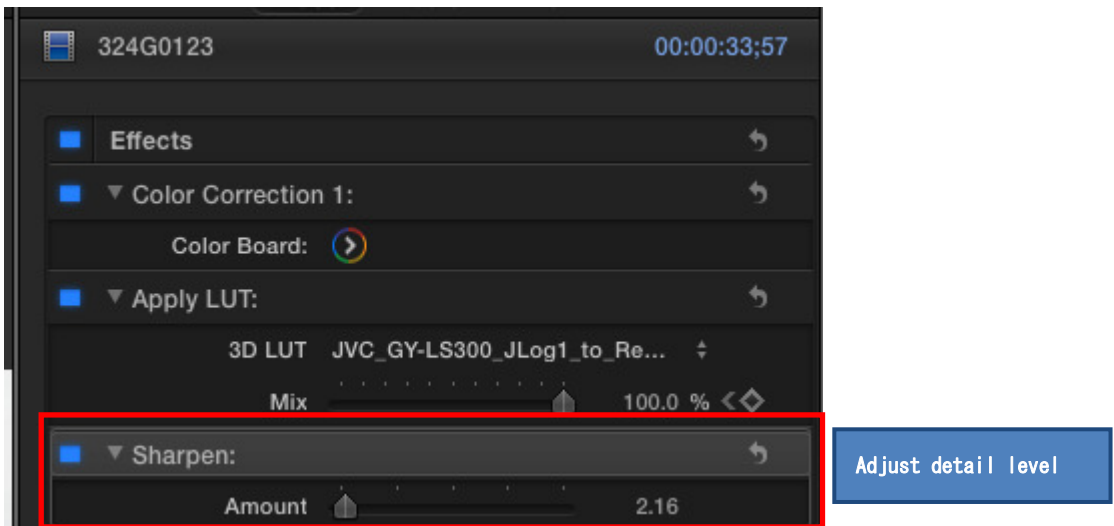 324G0123 00:00:33;57
Effects
Color Correction 1:
Color Board:
Apply LUT:
3D LUT JVC_GY-LS300_JLog1_to_Re...
Mix 100.0 %
Sharpen:
Adjust detail level
Amount 2.16